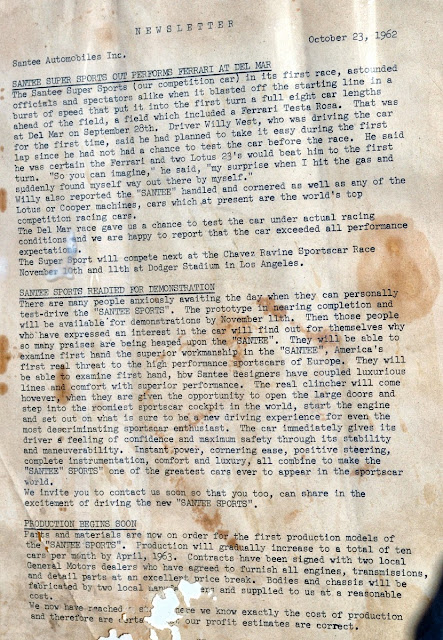 NEWSLETTER
October 23, 1962
Santee Automobiles Inc.
SANTEE SUPER SPORTS OUT PERFORMS FERRARI AT DEL MAR
The Santee Super Sports (our competition car) in its first race, astounded
officials and spectators alike when it blasted off the starting line in a
burst of speed that put it into the first turn a full eight car lengths
ahead of the field, a field which included a Ferrari Testa Rosa. That was
at Del Mar on September 28th. Driver Willy West, who was driving the car
for the first time, said he had planned to take it easy during the first
lap since he had not had a chance to test the car before the race. He said
he was certain the Ferrari and two Lotus 23's would beat him to the first
turn. "So you can imagine," he said, "my surprise when I hit the gas and
suddenly found myself way out there by myself."
Willy also reported the "SANTEE" handled and cornered as well as any of the
Lotus or Cooper machines, cars which at present are the world's top
competition racing cars.
The Del Mar race gave us a chance to test the car under actual racing
conditions and we are happy to report that the car exceeded all performance
expectations.
The Super Sport will compete next at the Chavez Ravine Sportscar Race
November 10th and 11th at Dodger Stadium in Los Angeles.
SANTEE SPORTS READIED FOR DEMONSTRATION
There are many people anxiously awaiting the day when they can personally
test-drive the "SANTEE SPORTS". The prototype in nearing completion and
will be available for demonstrations by November 11th. Then those people
who have expressed an interest in the car will find out for themselves why
so many praises are being heaped upon the "SANTEE". They will be able to
examine first hand the superior workmanship in the "SANTEE", America's
first real threat to the high performance sportscars of Europe. They will
be able to examine first hand, how Santee designers have coupled luxurious
lines and comfort with superior performance. The real clincher will come
however, when they are given the opportunity to open the large doors and
step into the roomiest sportscar cockpit in the world, start the engine
and set out on what is sure to be a new driving experience for even the
most descriminating sportscar enthusiast. The car immediately gives its
driver a feeling of confidence and maximum safety through its stability
and maneuverability. Instant power, cornering ease, positive steering,
complete instrumentation, comfort and luxury, all combine to make the
"SANTEE SPORTS" one of the greatest cars ever to appear in the sportscar
world.
We invite you to contact us soon so that you too, can share in the
excitement of driving the new "SANTEE SPORTS".
PRODUCTION BEGINS SOON
Parts and materials are now on order for the first production models of
the "SANTEE SPORTS". Production will gradually increase to a total of ten
cars per month by April, 1963. Contracts have been signed with two local
General Motors dealers who have agreed to furnish all engines, transmissions,
and detail parts at an excellent price break. Bodies and chassis will be
fabricated by two local and supplied to us at a reasonable
cost.
We now have reached we know exactly the cost of production
and therefore are our profit estimates are correct.